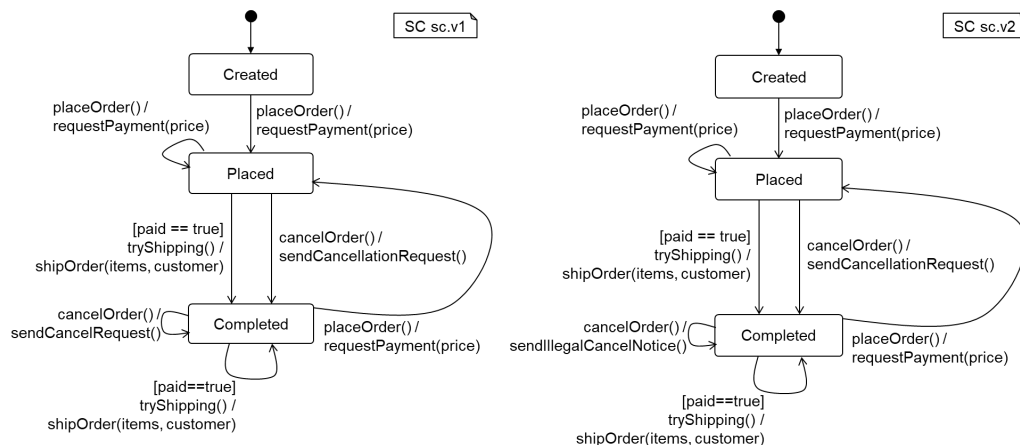 SC sc.v1
Created
placeOrder() /
requestPayment(price)
placeOrder() /
requestPayment(price)
Placed
[paid == true]
tryShipping() /
shipOrder(items, customer)
cancelOrder() /
sendCancellationRequest()
cancelOrder() /
sendCancelRequest()
Completed
placeOrder() /
requestPayment(price)
[paid==true]
tryShipping() /
shipOrder(items, customer)
SC sc.v2
Created
placeOrder() /
requestPayment(price)
placeOrder() /
requestPayment(price)
Placed
[paid == true]
tryShipping() /
shipOrder(items, customer)
cancelOrder() /
sendCancellationRequest()
cancelOrder() /
sendIllegalCancelNotice()
Completed
placeOrder() /
requestPayment(price)
[paid==true]
tryShipping() /
shipOrder(items, customer)